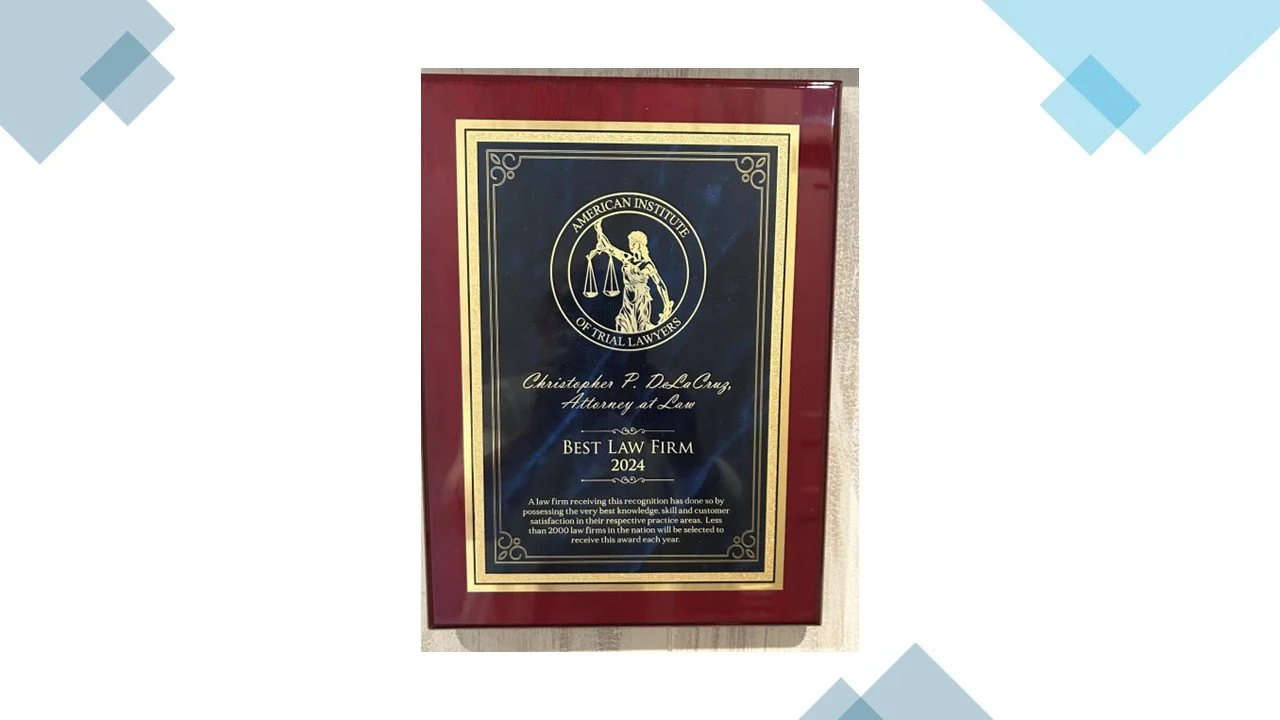 AMERICAN INSTITUTE
OF TRIAL LAWYERS
Christopher P. DeLaCruz,
Attorney at Law
BEST LAW FIRM
2024
A law firm receiving this recognition has done so by
possessing the very best knowledge, skill and customer
satisfaction in their respective practice areas. Less
than 2000 law firms in the nation will be selected to
receive this award each year.